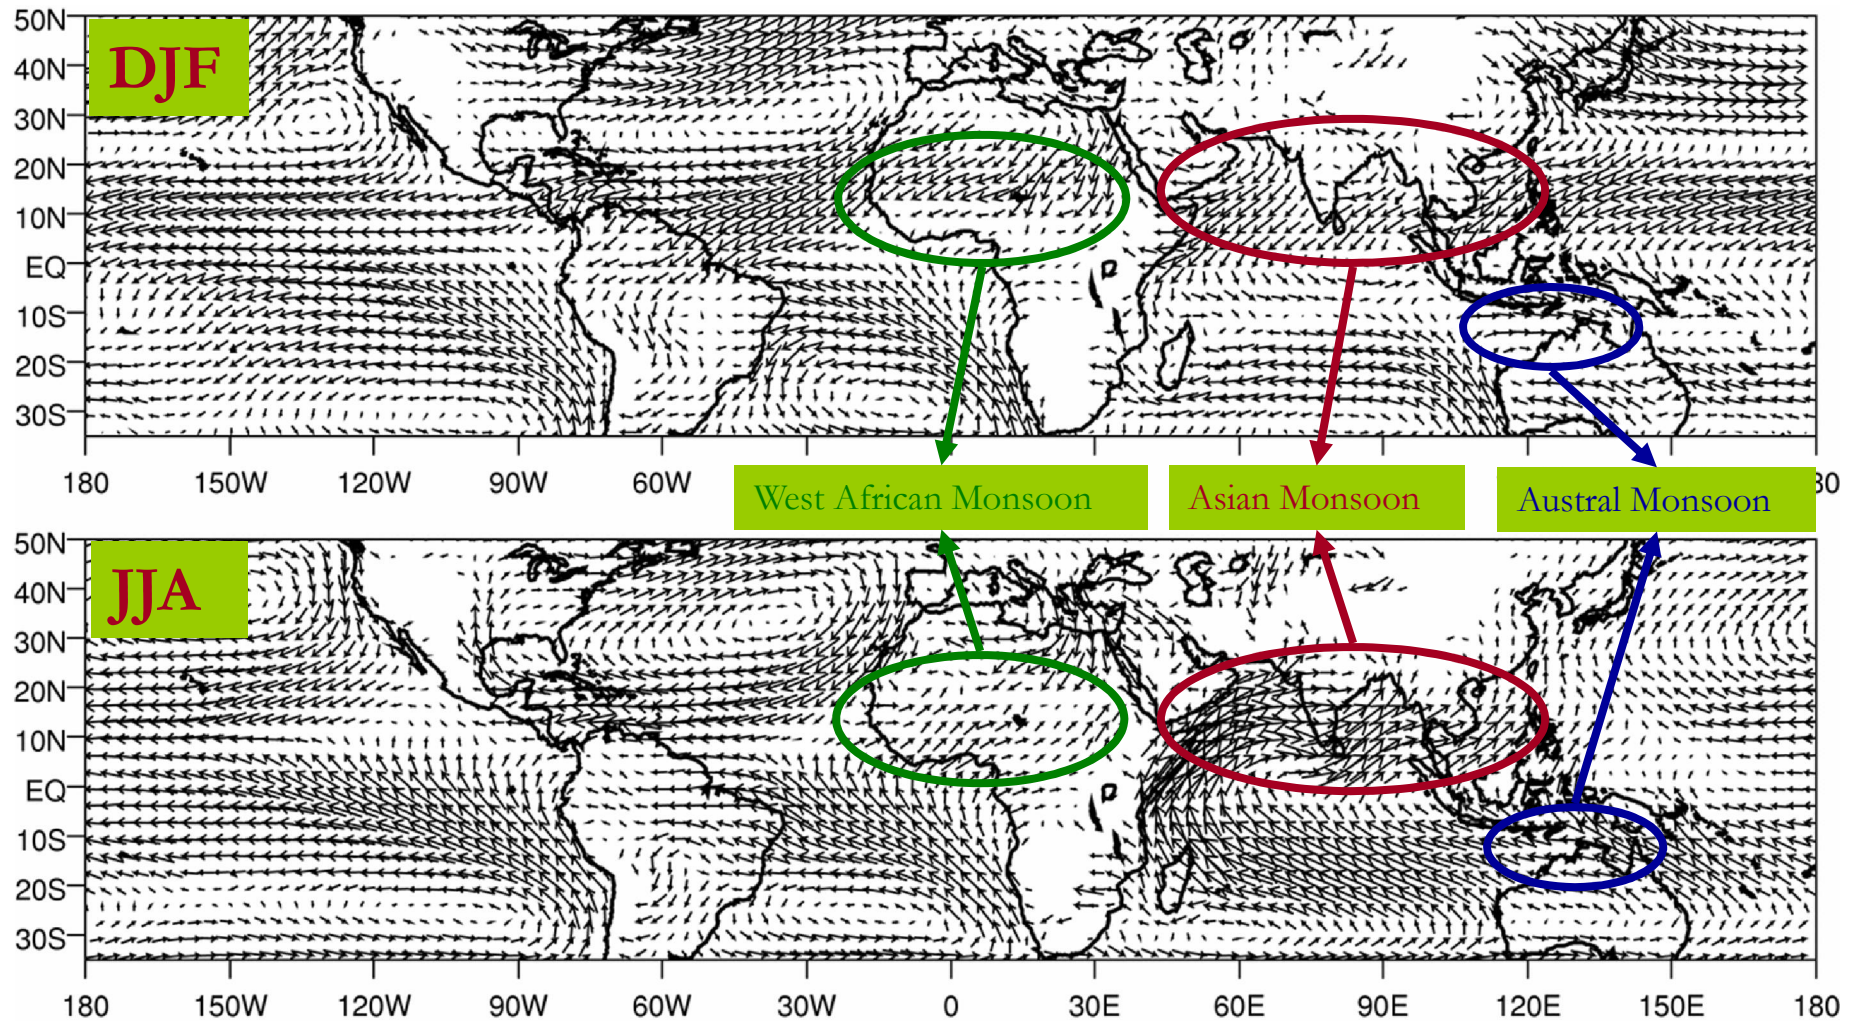 50N
DJF
40N
30N
20N
10N
EQ
10S
20S
30S
180 150W 120W 90W 60W 30
West African Monsoon
Asian Monsoon
Austral Monsoon
50N
JJA
40N
30N
20N
10N
EQ
10S
20S
30S
180 150W 120W 90W 60W 30W 0 30E 60E 90E 120E 150E 180